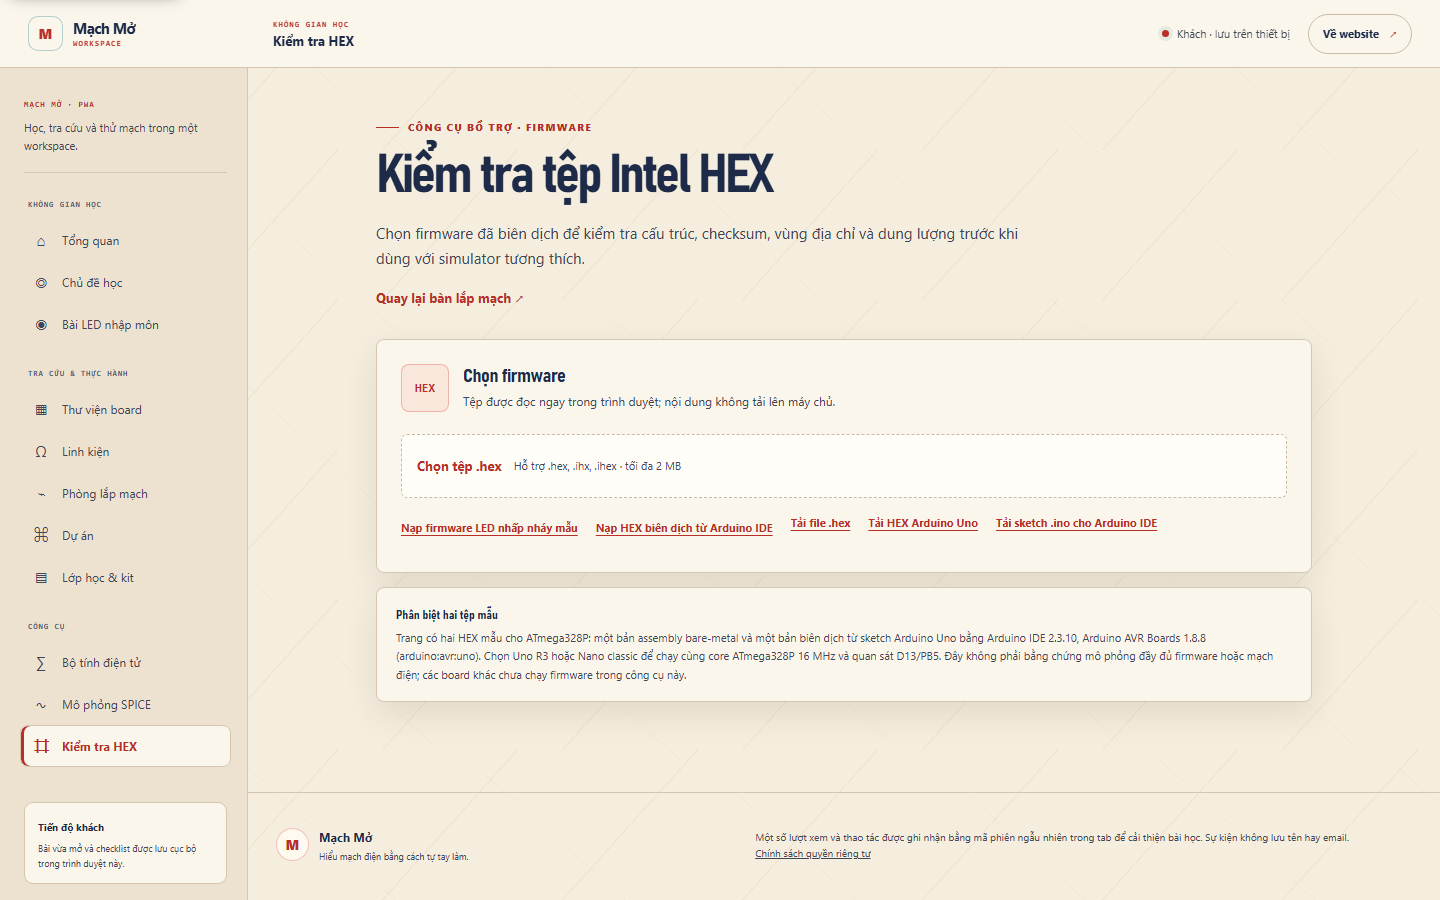 M
Mạch Mở
WORKSPACE
KHÔNG GIAN HỌC
Kiểm tra HEX
Khách · lưu trên thiết bị
Về website ↗
MẠCH MỞ · PWA
Học, tra cứu và thử mạch trong một
workspace.
KHÔNG GIAN HỌC
Tổng quan
Chủ đề học
Bài LED nhập môn
TRA CỨU & THỰC HÀNH
Thư viện board
Ω Linh kiện
Phòng lắp mạch
⌘ Dự án
Lớp học & kit
CÔNG CỤ
∑ Bộ tính điện tử
∿ Mô phỏng SPICE
Kiểm tra HEX
Tiến độ khách
Bài vừa mở và checklist được lưu cục bộ
trong trình duyệt này.
CÔNG CỤ BỔ TRỢ · FIRMWARE
Kiểm tra tệp Intel HEX
Chọn firmware đã biên dịch để kiểm tra cấu trúc, checksum, vùng địa chỉ và dung lượng trước khi
dùng với simulator tương thích.
Quay lại bàn lắp mạch ↗
HEX
Chọn firmware
Tệp được đọc ngay trong trình duyệt; nội dung không tải lên máy chủ.
Chọn tệp .hex Hỗ trợ .hex, .ihx, .ihex · tối đa 2 MB
Nạp firmware LED nhấp nháy mẫu Nạp HEX biên dịch từ Arduino IDE Tải file .hex Tải HEX Arduino Uno Tải sketch .ino cho Arduino IDE
Phân biệt hai tệp mẫu
Trang có hai HEX mẫu cho ATmega328P: một bản assembly bare-metal và một bản biên dịch từ sketch Arduino Uno bằng Arduino IDE 2.3.10, Arduino AVR Boards 1.8.8
(arduino:avr:uno). Chọn Uno R3 hoặc Nano classic để chạy cùng core ATmega328P 16 MHz và quan sát D13/PB5. Đây không phải bằng chứng mô phỏng đầy đủ firmware hoặc mạch
điện; các board khác chưa chạy firmware trong công cụ này.
M
Mạch Mở
Hiểu mạch điện bằng cách tự tay làm.
Một số lượt xem và thao tác được ghi nhận bằng mã phiên ngẫu nhiên trong tab để cải thiện bài học. Sự kiện không lưu tên hay email.
Chính sách quyền riêng tư